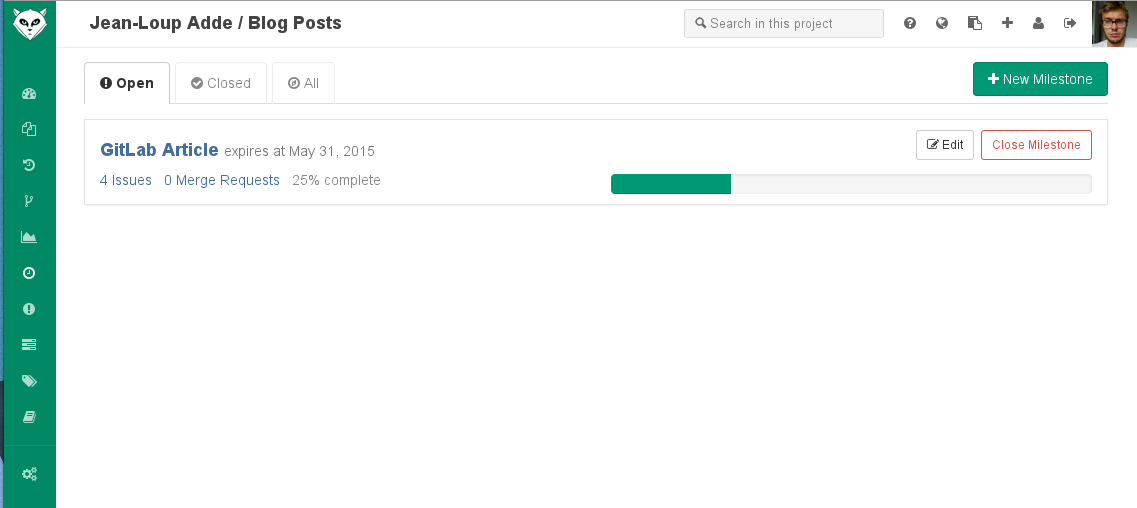 Jean-Loup Adde / Blog Posts
Search in this project
Open
Closed
All
New Milestone
GitLab Article expires at May 31, 2015
Edit
Close Milestone
4 Issues 0 Merge Requests 25% complete